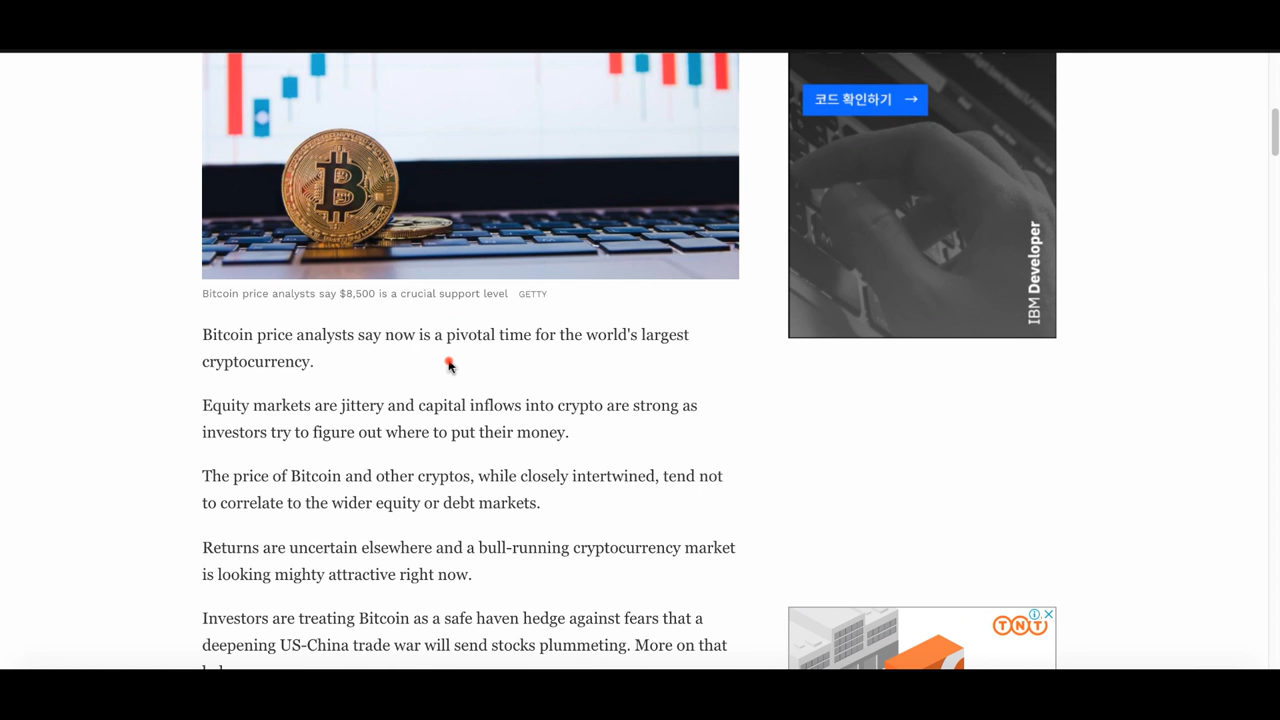 코드 확인하기 →
IBM Developer
Bitcoin price analysts say $8,500 is a crucial support level GETTY
Bitcoin price analysts say now is a pivotal time for the world's largest
cryptocurrency.
Equity markets are jittery and capital inflows into crypto are strong as
investors try to figure out where to put their money.
The price of Bitcoin and other cryptos, while closely intertwined, tend not
to correlate to the wider equity or debt markets.
Returns are uncertain elsewhere and a bull-running cryptocurrency market
is looking mighty attractive right now.
Investors are treating Bitcoin as a safe haven hedge against fears that a
deepening US-China trade war will send stocks plummeting. More on that
TNT